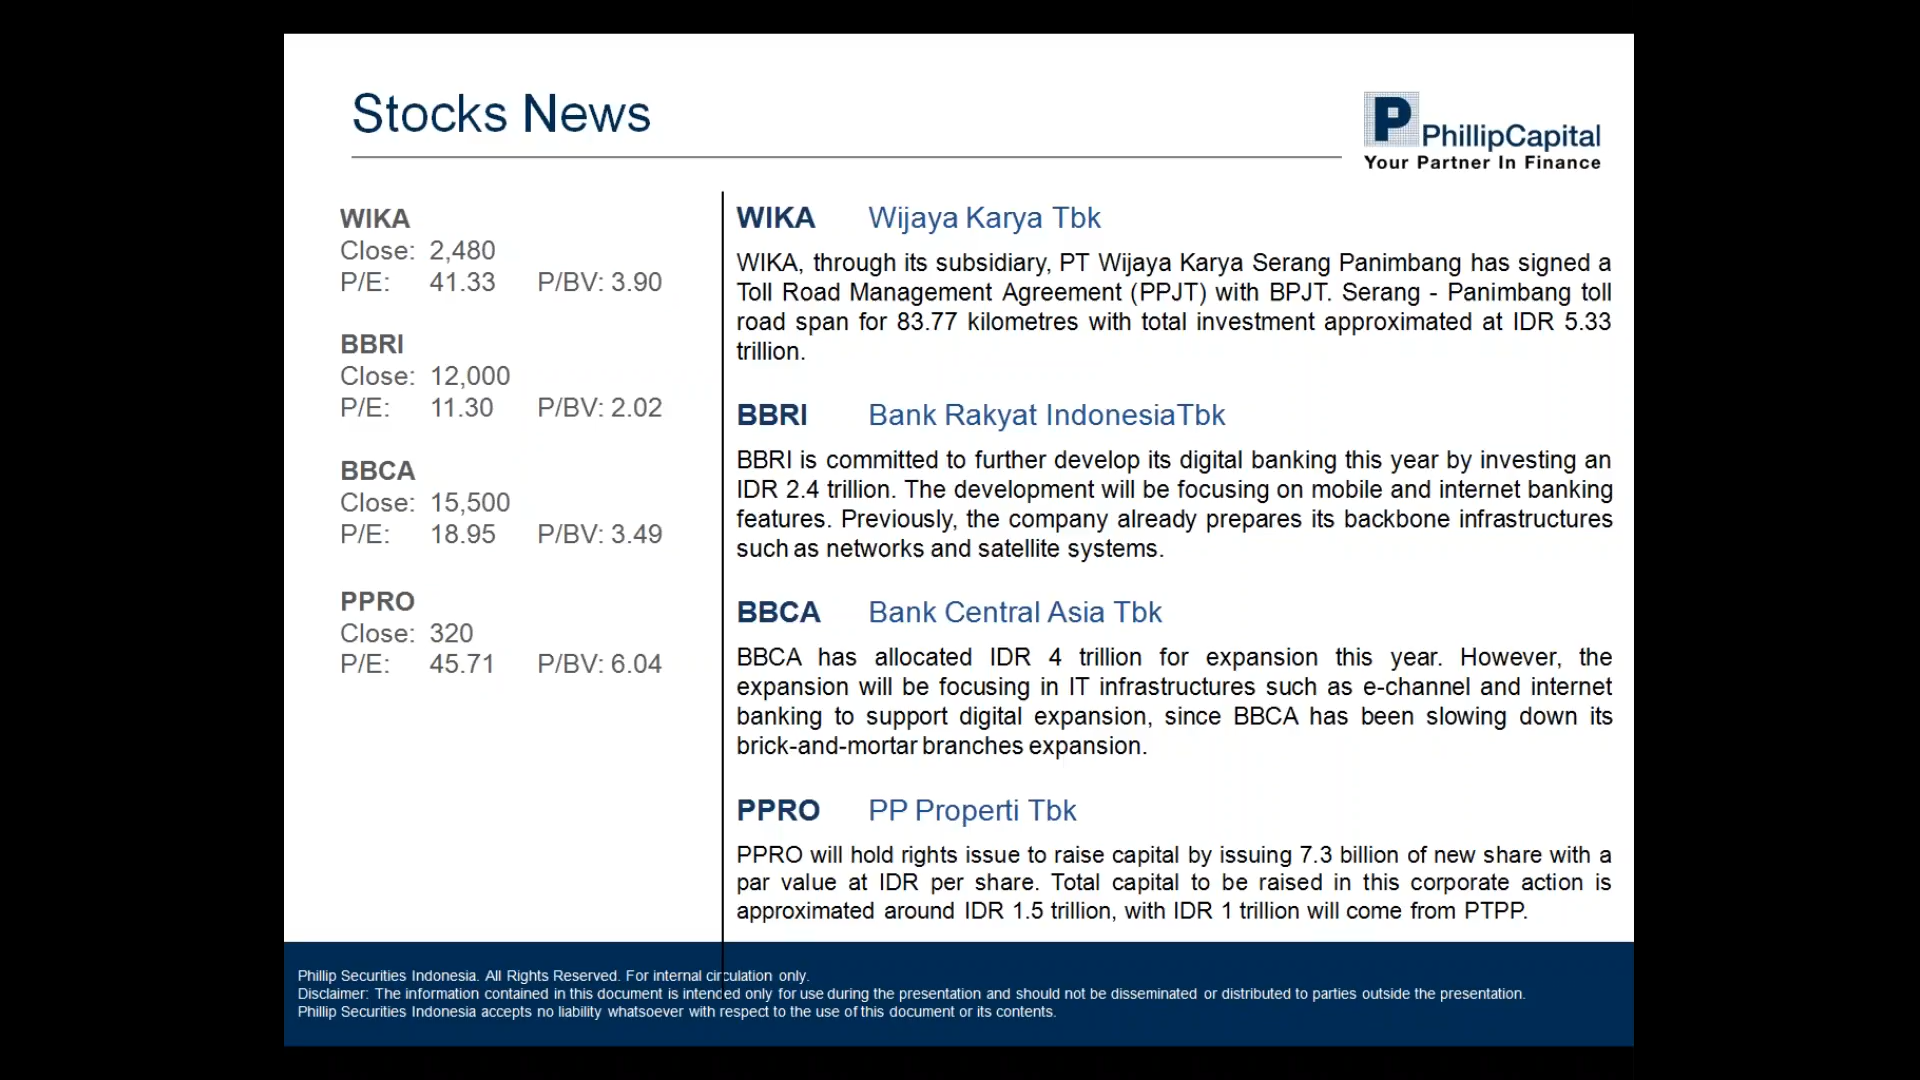 Stocks News
P PhillipCapital
Your Partner In Finance
WIKA
Close: 2,480
P/E: 41.33 P/BV: 3.90
BBRI
Close: 12,000
P/E: 11.30 P/BV: 2.02
BBCA
Close: 15,500
P/E: 18.95 P/BV: 3.49
PPRO
Close: 320
P/E: 45.71 P/BV: 6.04
WIKA Wijaya Karya Tbk
WIKA, through its subsidiary, PT Wijaya Karya Serang Panimbang has signed a
Toll Road Management Agreement (PPJT) with BPJT. Serang - Panimbang toll
road span for 83.77 kilometres with total investment approximated at IDR 5.33
trillion.
BBRI Bank Rakyat IndonesiaTbk
BBRI is committed to further develop its digital banking this year by investing an
IDR 2.4 trillion. The development will be focusing on mobile and internet banking
features. Previously, the company already prepares its backbone infrastructures
such as networks and satellite systems.
BBCA Bank Central Asia Tbk
BBCA has allocated IDR 4 trillion for expansion this year. However, the
expansion will be focusing in IT infrastructures such as e-channel and internet
banking to support digital expansion, since BBCA has been slowing down its
brick-and-mortar branches expansion.
PPRO PP Properti Tbk
PPRO will hold rights issue to raise capital by issuing 7.3 billion of new share with a
par value at IDR per share. Total capital to be raised in this corporate action is
approximated around IDR 1.5 trillion, with IDR 1 trillion will come from PTPP.
Phillip Securities Indonesia. All Rights Reserved. For internal circulation only.
Disclaimer: The information contained in this document is intended only for use during the presentation and should not be disseminated or distributed to parties outside the presentation.
Phillip Securities Indonesia accepts no liability whatsoever with respect to the use of this document or its contents.